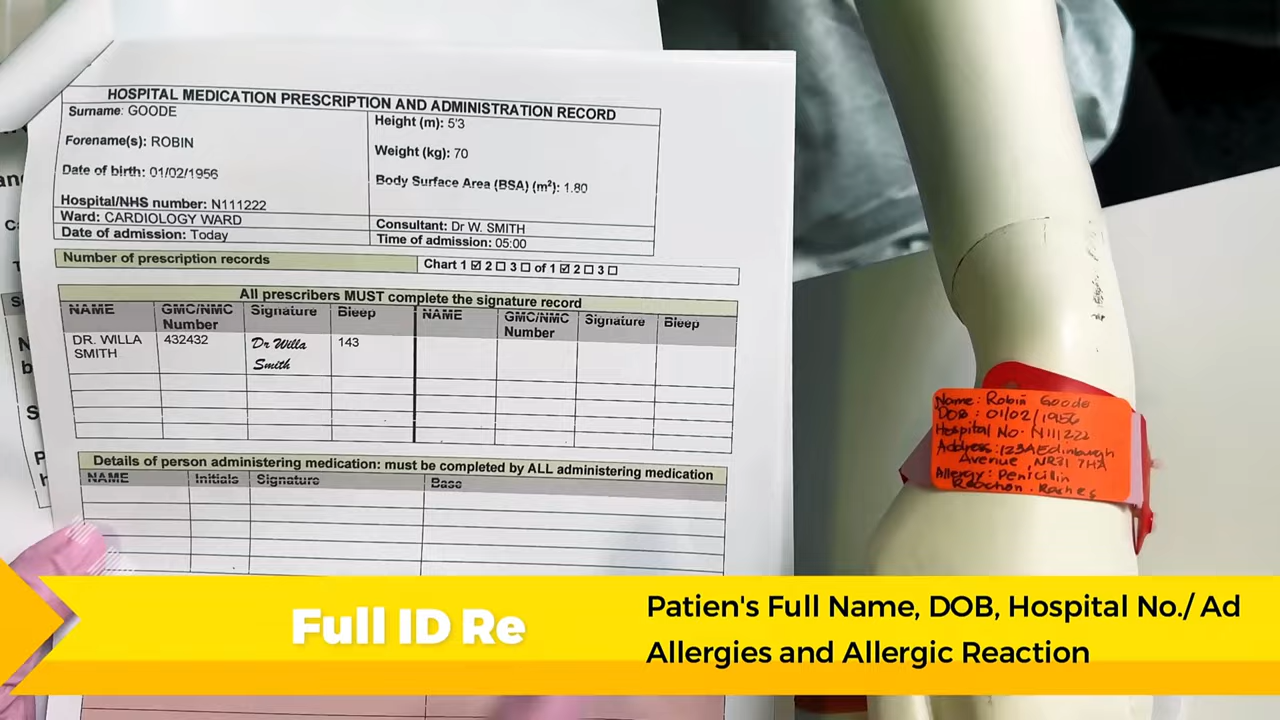 HOSPITAL MEDICATION PRESCRIPTION AND ADMINISTRATION RECORD
Surname: GOODE
Forename(s): ROBIN
Date of birth: 01/02/1956
Hospital/NHS number: N111222
Ward: CARDIOLOGY WARD
Date of admission: Today
Height (m): 5'3
Weight (kg): 70
Body Surface Area (BSA) (m²): 1.80
Consultant: Dr W. SMITH
Time of admission: 05:00
Number of prescription records
Chart 1 ☑ 2 ☐ 3 ☐ of 1 ☑ 2 ☐ 3 ☐
All prescribers MUST complete the signature record
NAME GMC/NMC Number Signature Bleep NAME GMC/NMC Number Signature Bleep
DR. WILLA SMITH 432432 Dr Willa Smith 143
Details of person administering medication: must be completed by ALL administering medication
NAME Initials Signature Base
Name: Robin Goode
DOB: 01/02/1956
Hospital No. N111222
Address: 123A Edinburgh
Avenue, NR31 7HA
Allergy: Penicilin
Reaction: Rashes
Full ID Re
Patien's Full Name, DOB, Hospital No./ Ad
Allergies and Allergic Reaction